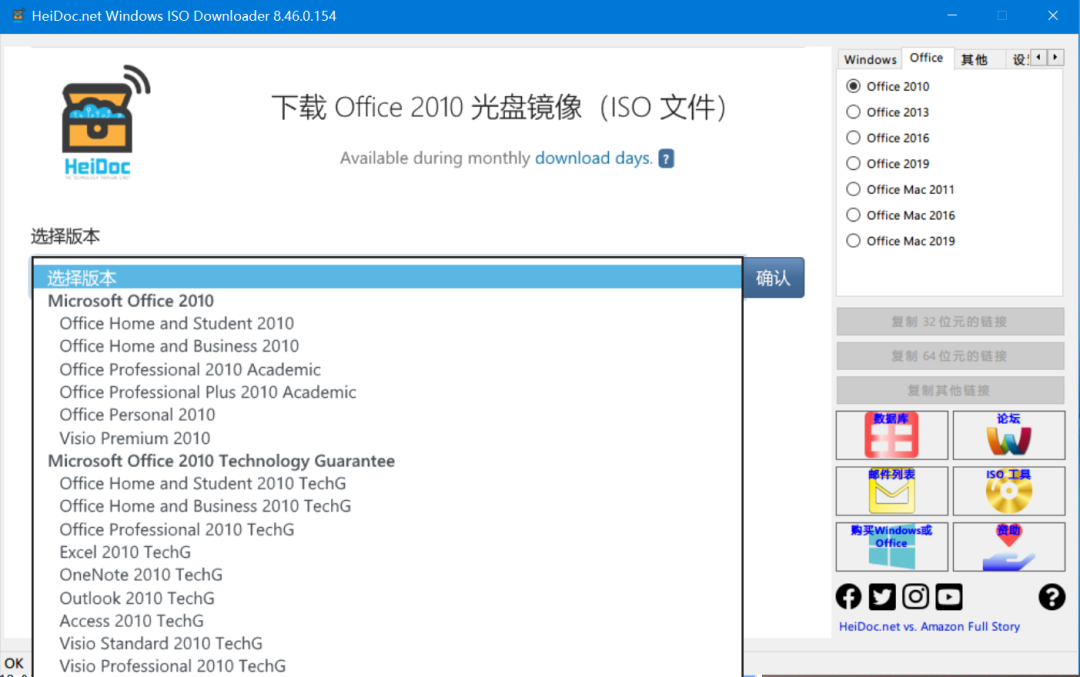 HeiDoc.net Windows ISO Downloader 8.46.0.154
HeiDoc
下载 Office 2010 光盘镜像（ISO 文件）
Available during monthly download days. ?
选择版本
选择版本
确认
Microsoft Office 2010
Office Home and Student 2010
Office Home and Business 2010
Office Professional 2010 Academic
Office Professional Plus 2010 Academic
Office Personal 2010
Visio Premium 2010
Microsoft Office 2010 Technology Guarantee
Office Home and Student 2010 TechG
Office Home and Business 2010 TechG
Office Professional 2010 TechG
Excel 2010 TechG
OneNote 2010 TechG
Outlook 2010 TechG
Access 2010 TechG
Visio Standard 2010 TechG
Visio Professional 2010 TechG
OK
Windows Office 其他
Office 2010
Office 2013
Office 2016
Office 2019
Office Mac 2011
Office Mac 2016
Office Mac 2019
复制 32 位元的链接
复制 64 位元的链接
复制其他链接
数据库
论坛
邮件列表
ISO 工具
购买Windows或
Office
赞助
HeiDoc.net vs. Amazon Full Story